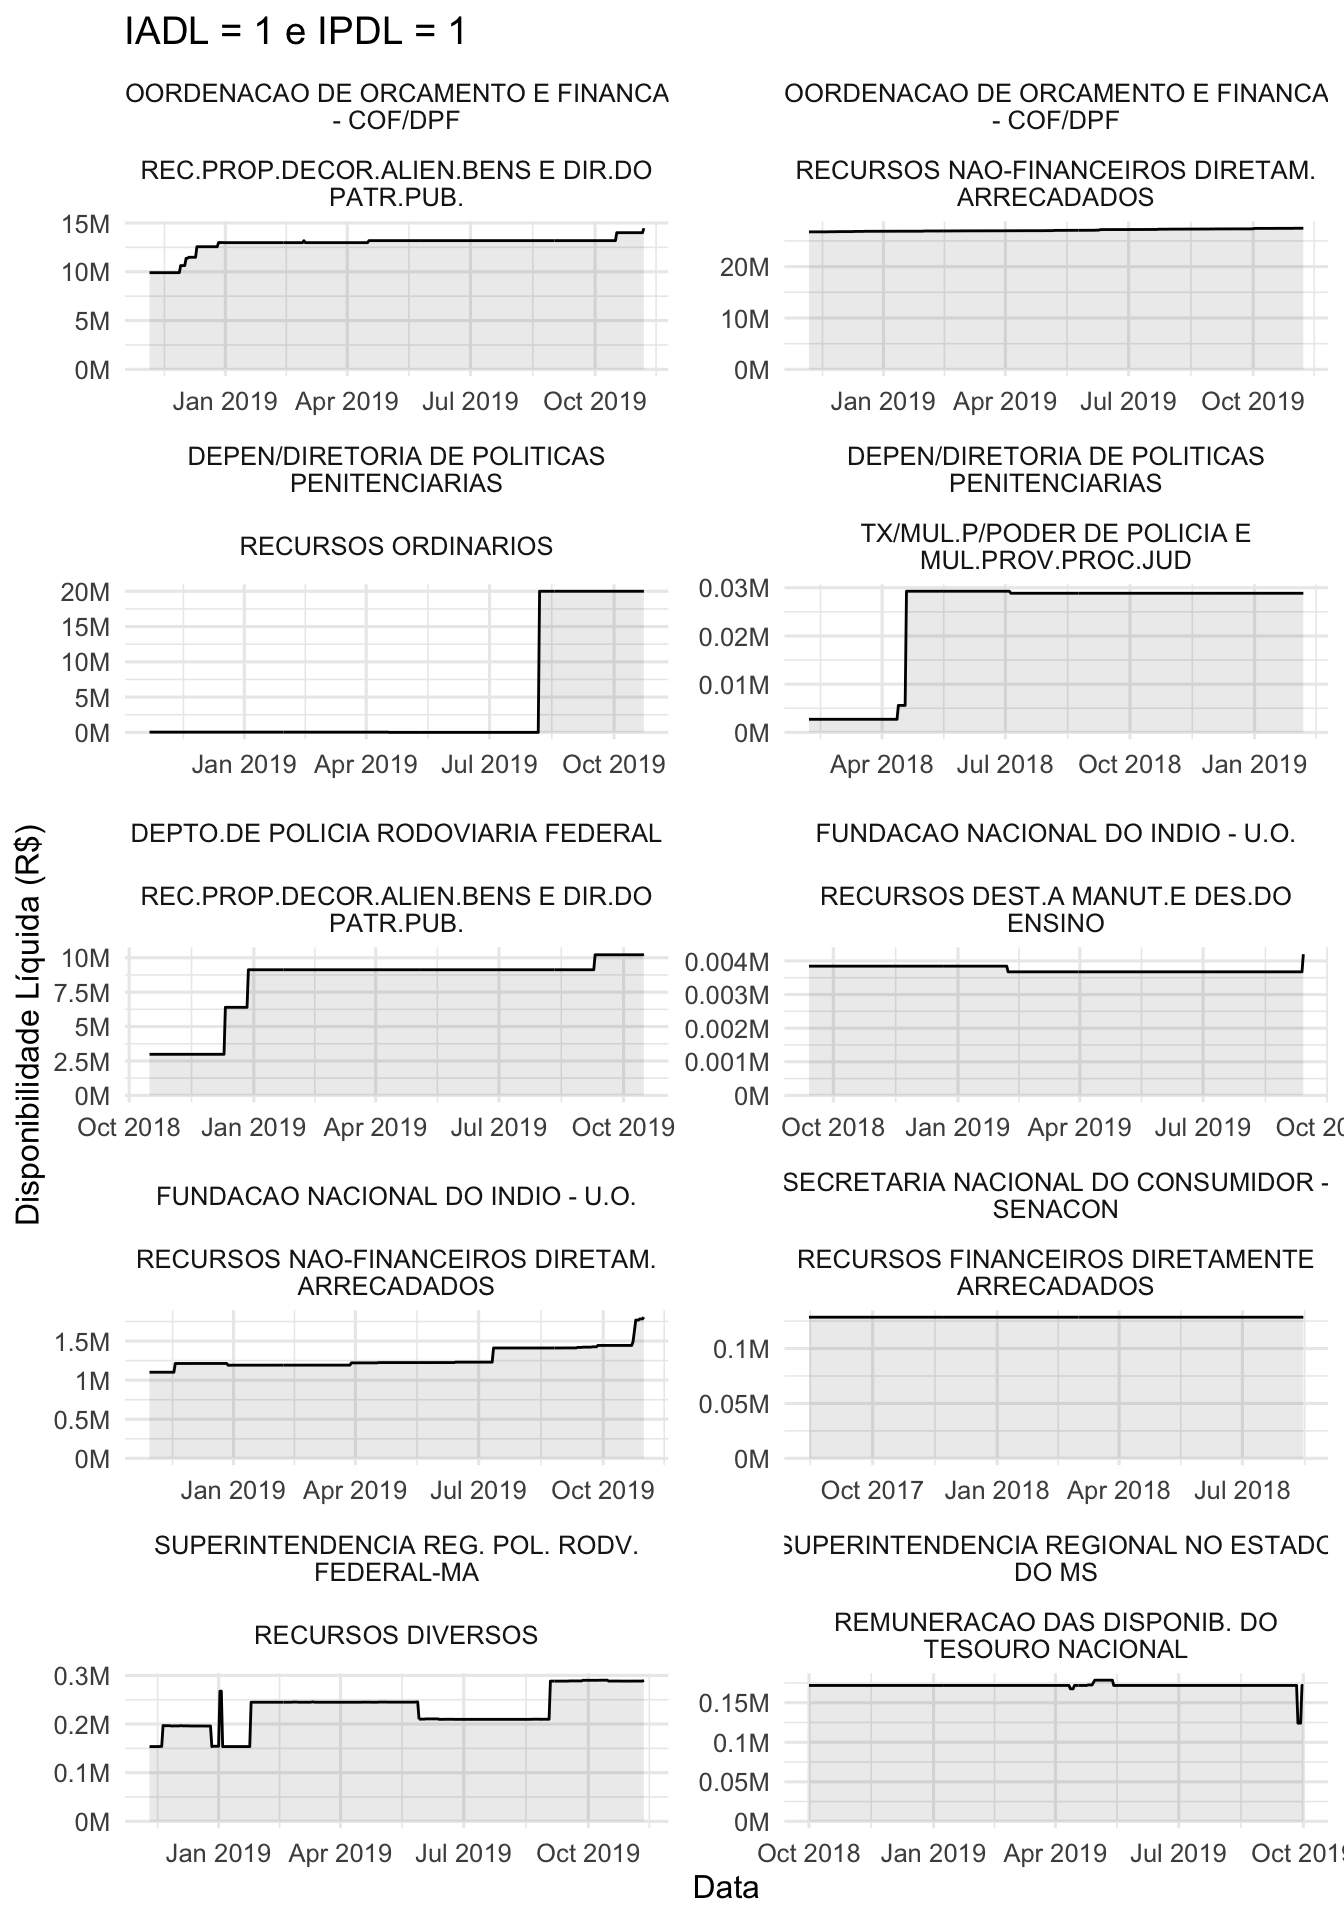 IADL = 1 e IPDL = 1
OORDENACAO DE ORCAMENTO E FINANCA
- COF/DPF
REC.PROP.DECOR.ALIEN.BENS E DIR.DO
PATR.PUB.
15M
10M
5M
0M
Jan 2019 Apr 2019 Jul 2019 Oct 2019
OORDENACAO DE ORCAMENTO E FINANCA
- COF/DPF
RECURSOS NAO-FINANCEIROS DIRETAM.
ARRECADADOS
20M
10M
0M
Jan 2019 Apr 2019 Jul 2019 Oct 2019
DEPEN/DIRETORIA DE POLITICAS
PENITENCIARIAS
RECURSOS ORDINARIOS
20M
15M
10M
5M
0M
Jan 2019 Apr 2019 Jul 2019 Oct 2019
DEPEN/DIRETORIA DE POLITICAS
PENITENCIARIAS
TX/MUL.P/PODER DE POLICIA E
MUL.PROV.PROC.JUD
0.03M
0.02M
0.01M
0M
Apr 2018 Jul 2018 Oct 2018 Jan 2019
DEPTO.DE POLICIA RODOVIARIA FEDERAL
REC.PROP.DECOR.ALIEN.BENS E DIR.DO
PATR.PUB.
10M
7.5M
5M
2.5M
0M
Oct 2018 Jan 2019 Apr 2019 Jul 2019 Oct 2019
FUNDACAO NACIONAL DO INDIO - U.O.
RECURSOS DEST.A MANUT.E DES.DO
ENSINO
0.004M
0.003M
0.002M
0.001M
0M
Oct 2018 Jan 2019 Apr 2019 Jul 2019 Oct 20
FUNDACAO NACIONAL DO INDIO - U.O.
RECURSOS NAO-FINANCEIROS DIRETAM.
ARRECADADOS
1.5M
1M
0.5M
0M
Jan 2019 Apr 2019 Jul 2019 Oct 2019
SECRETARIA NACIONAL DO CONSUMIDOR -
SENACON
RECURSOS FINANCEIROS DIRETAMENTE
ARRECADADOS
0.1M
0.05M
0M
Oct 2017 Jan 2018 Apr 2018 Jul 2018
SUPERINTENDENCIA REG. POL. RODV.
FEDERAL-MA
RECURSOS DIVERSOS
0.3M
0.2M
0.1M
0M
Jan 2019 Apr 2019 Jul 2019 Oct 2019
SUPERINTENDENCIA REGIONAL NO ESTADO
DO MS
REMUNERACAO DAS DISPONIB. DO
TESOURO NACIONAL
0.15M
0.1M
0.05M
0M
Oct 2018 Jan 2019 Apr 2019 Jul 2019 Oct 2019
Disponibilidade Líquida (R$)
Data